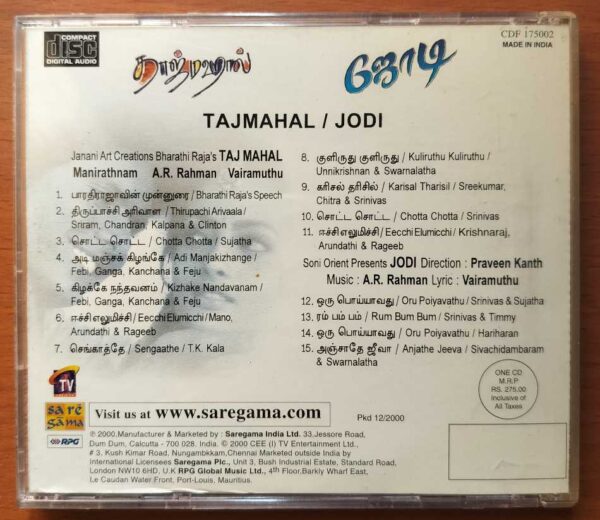 COMPACT
disc
DIGITAL AUDIO
தாஜ்மஹால்
ஜோடி
CDF 175002
MADE IN INDIA
TAJMAHAL / JODI
Janani Art Creations Bharathi Raja's TAJ MAHAL
Manirathnam A.R. Rahman Vairamuthu
1. பாரதிராஜாவின் முன்னுரை / Bharathi Raja's Speech
2. திருப்பாச்சி அரிவாள / Thirupachi Arivaala /
Sriram, Chandran, Kalpana & Clinton
3. சொட்ட சொட்ட / Chotta Chotta / Sujatha
4. அடி மஞ்சக் கிழங்கே / Adi Manjakizhange /
Febi, Ganga, Kanchana & Feju
5. கிழக்கே நந்தவனம் / Kizhake Nandavanam /
Febi, Ganga, Kanchana & Feju
6. ஈச்சி எலுமிச்சி / Eecchi Elumicchi / Mano,
Arundathi & Rageeb
7. செங்காத்தே / Sengaathe / T.K. Kala
8. குளிருது குளிருது / Kuliruthu Kuliruthu /
Unnikrishnan & Swarnalatha
9. கரிசல் தரிசில் / Karisal Tharisil / Sreekumar,
Chitra & Srinivas
10. சொட்ட சொட்ட / Chotta Chotta / Srinivas
11. ஈச்சி எலுமிச்சி / Eecchi Elumicchi / Krishnaraj,
Arundathi & Rageeb
Soni Orient Presents JODI Direction : Praveen Kanth
Music : A.R. Rahman Lyric : Vairamuthu
12. ஒரு பொய்யாவது / Oru Poiyavathu / Srinivas & Sujatha
13. ரம் பம் பம் / Rum Bum Bum / Srinivas & Timmy
14. ஒரு பொய்யாவது / Oru Poiyavathu / Hariharan
15. அஞ்சாதே ஜீவா / Anjathe Jeeva / Sivachidambaram
& Swarnalatha
ONE CD
M.R.P
RS. 275.00
Inclusive of
All Taxes
TV
sa re
gama
RPG
Visit us at www.saregama.com
Pkd 12/2000
℗ 2000,Manufacturer & Marketed by : Saregama India Ltd. 33,Jessore Road,
Dum Dum, Calcutta - 700 028. India. © 2000 CEE (I) TV Entertainment Ltd.,
# 3, Kush Kimar Road, Nungambkkam,Chennai Marketed outside India by
international Licensees Saregama Plc., Unit 3, Bush Industrial Estate, Standard Road,
London NW10 6HD, U.K RPG Global Music Ltd., 4th Floor,Barkly Wharf East,
Le Caudan Water.Front, Port-Louis, Mauritius.